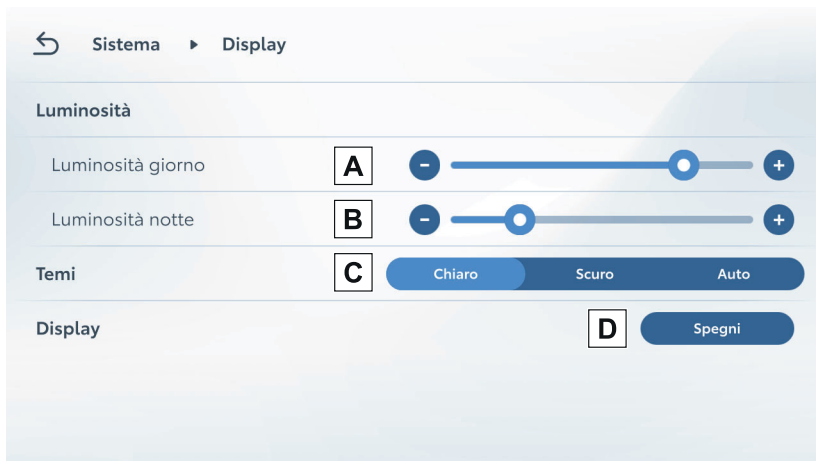 Sistema ▸ Display
Luminosità
Luminosità giorno A - +
Luminosità notte B - +
Temi C Chiaro Scuro Auto
Display D Spegni